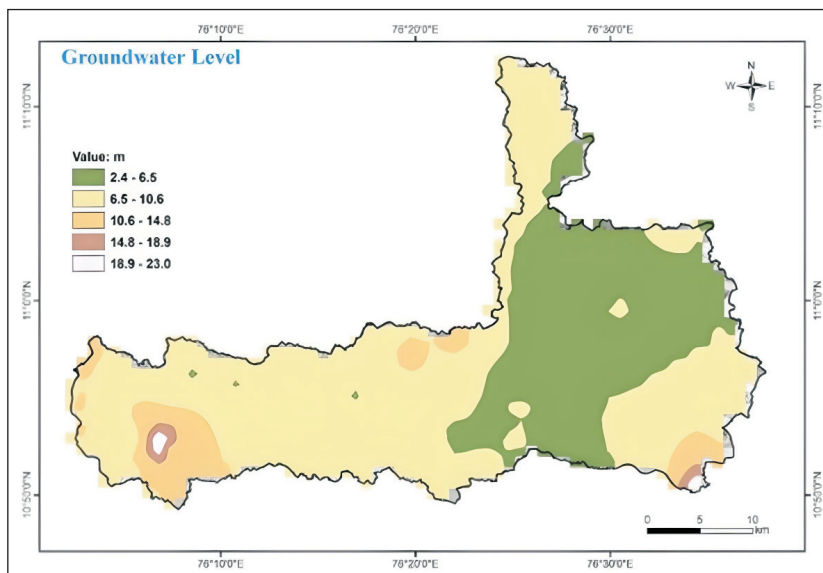 76°10'0"E 76°20'0"E 76°30'0"E
Groundwater Level
N
W E
S
11°10'0"N 11°10'0"N
Value: m
2.4 - 6.5
6.5 - 10.6
10.6 - 14.8
14.8 - 18.9
18.9 - 23.0
11°0'0"N 11°0'0"N
10°50'0"N 10°50'0"N
0 5 10
km
76°10'0"E 76°20'0"E 76°30'0"E